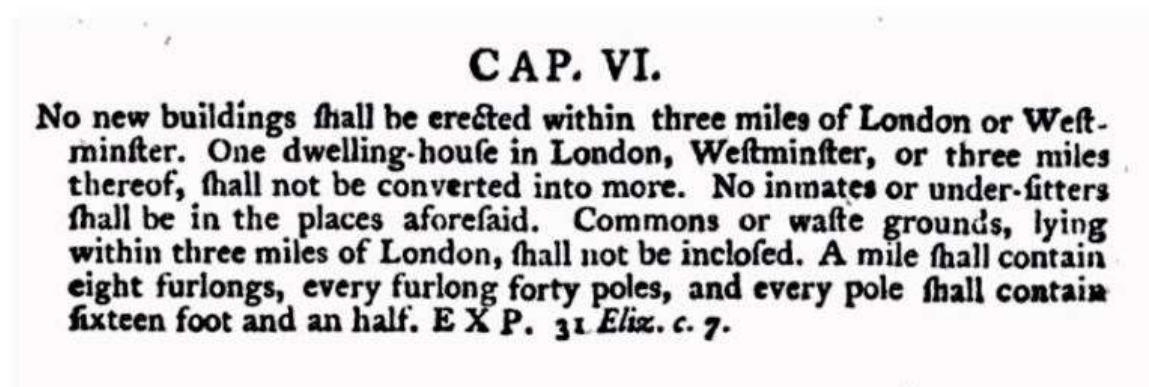 CAP. VI.
No new buildings ſhall be erected within three miles of London or Weſt-
minſter. One dwelling-houſe in London, Weſtminſter, or three miles
thereof, ſhall not be converted into more. No inmates or under-ſitters
ſhall be in the places aforeſaid. Commons or waſte grounds, lying
within three miles of London, ſhall not be incloſed. A mile ſhall contain
eight furlongs, every furlong forty poles, and every pole ſhall contain
ſixteen foot and an half. E X P. 31 Eliz. c. 7.